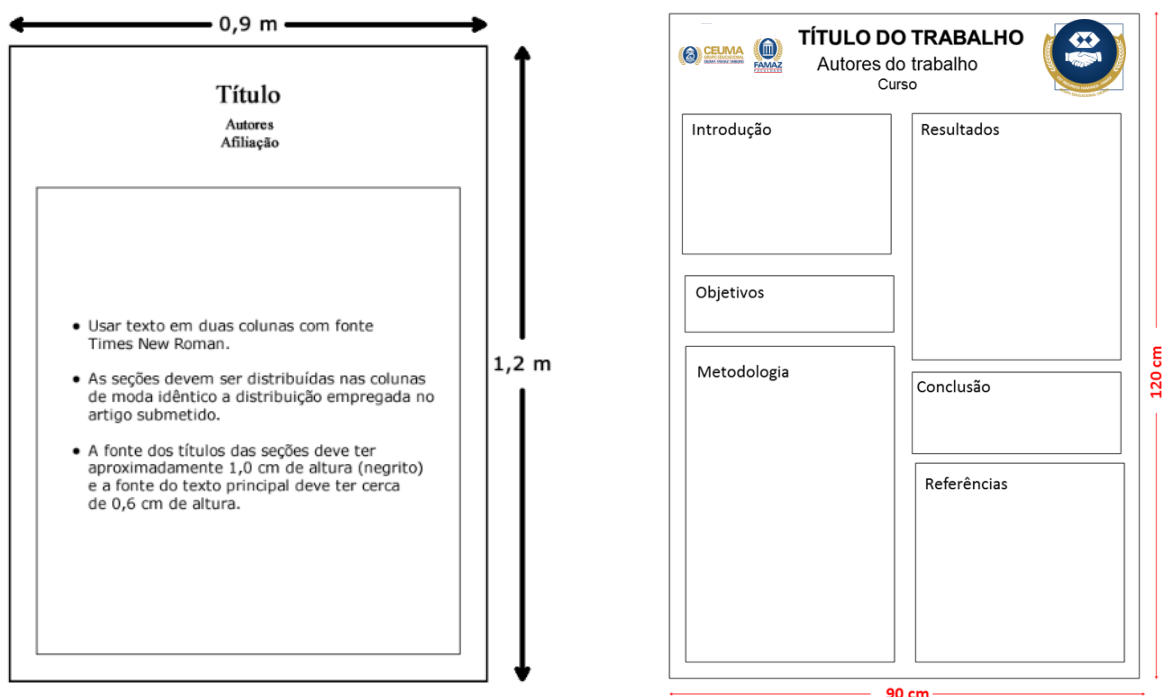 0,9 m
Título
Autores
Afiliação
• Usar texto em duas colunas com fonte
Times New Roman.
• As seções devem ser distribuídas nas colunas
de moda idêntico a distribuição empregada no
artigo submetido.
• A fonte dos títulos das seções deve ter
aproximadamente 1,0 cm de altura (negrito)
e a fonte do texto principal deve ter cerca
de 0,6 cm de altura.
1,2 m
CEUMA
FAMAZ
TÍTULO DO TRABALHO
Autores do trabalho
Curso
Introdução
Objetivos
Metodologia
Resultados
Conclusão
Referências
120 cm
90 cm